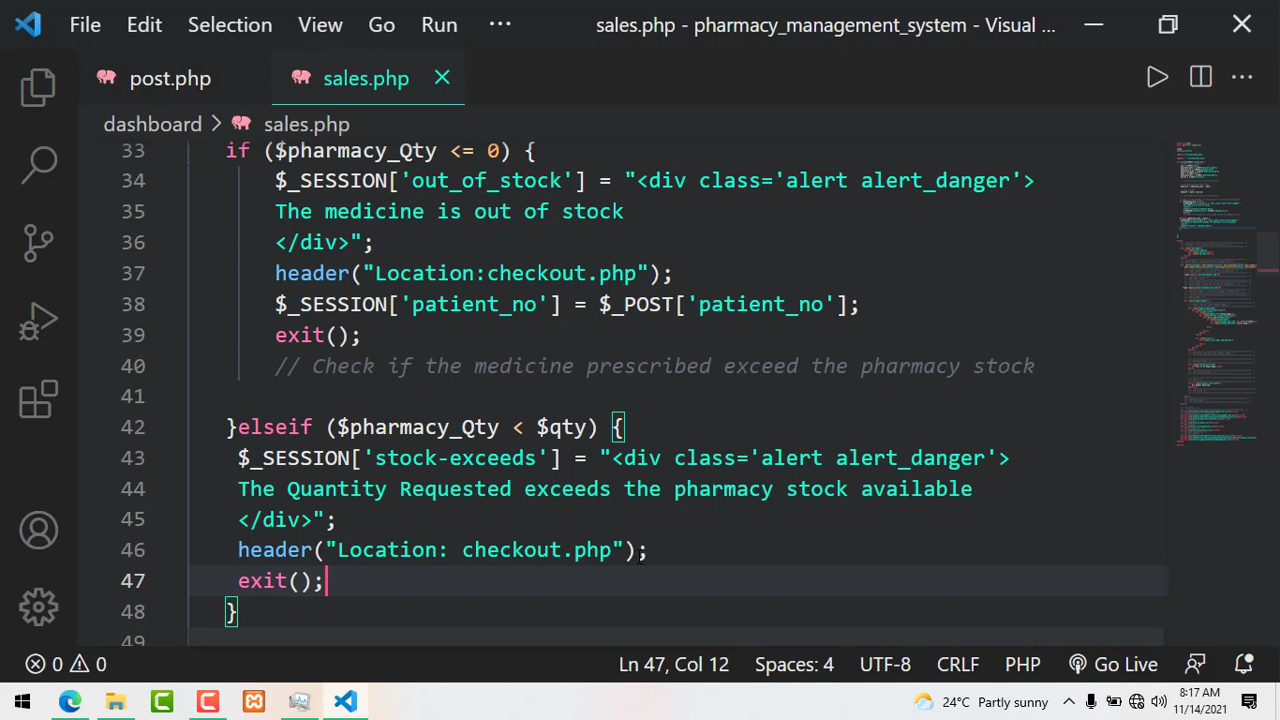 File Edit Selection View Go Run ··· sales.php - pharmacy_management_system - Visual ...
post.php sales.php
dashboard > sales.php
33 if ($pharmacy_Qty <= 0) {
34 $_SESSION['out_of_stock'] = "<div class='alert alert_danger'>
35 The medicine is out of stock
36 </div>";
37 header("Location:checkout.php");
38 $_SESSION['patient_no'] = $_POST['patient_no'];
39 exit();
40 // Check if the medicine prescribed exceed the pharmacy stock
41
42 }elseif ($pharmacy_Qty < $qty) {
43 $_SESSION['stock-exceeds'] = "<div class='alert alert_danger'>
44 The Quantity Requested exceeds the pharmacy stock available
45 </div>";
46 header("Location: checkout.php");
47 exit();
48 }
49
0 0 Ln 47, Col 12 Spaces: 4 UTF-8 CRLF PHP Go Live
24°C Partly sunny 8:17 AM
11/14/2021